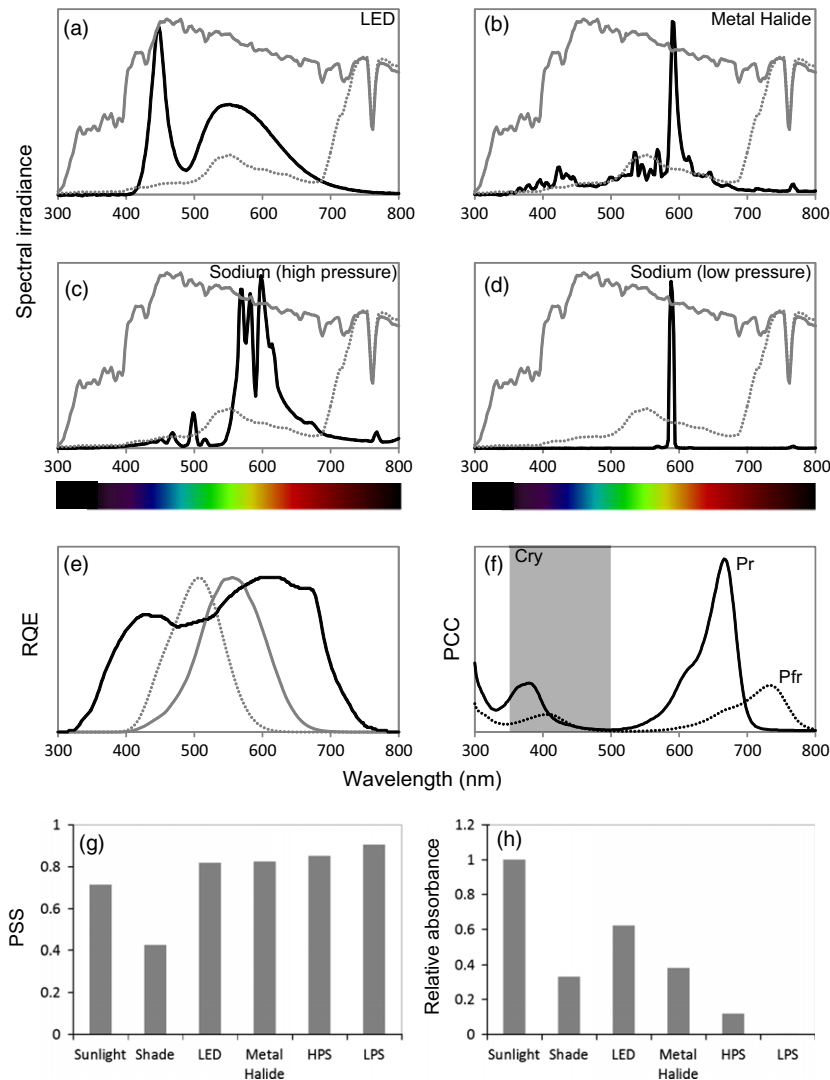 (a) LED
300 400 500 600 700 800
(b) Metal Halide
300 400 500 600 700 800
Spectral irradiance
(c) Sodium (high pressure)
300 400 500 600 700 800
(d) Sodium (low pressure)
300 400 500 600 700 800
(e)
RQE
300 400 500 600 700 800
(f) Cry
Pr
Pfr
PCC
300 400 500 600 700 800
Wavelength (nm)
(g)
PSS
1
0.8
0.6
0.4
0.2
0
Sunlight Shade LED Metal Halide HPS LPS
(h)
Relative absorbance
1.2
1
0.8
0.6
0.4
0.2
0
Sunlight Shade LED Metal Halide HPS LPS